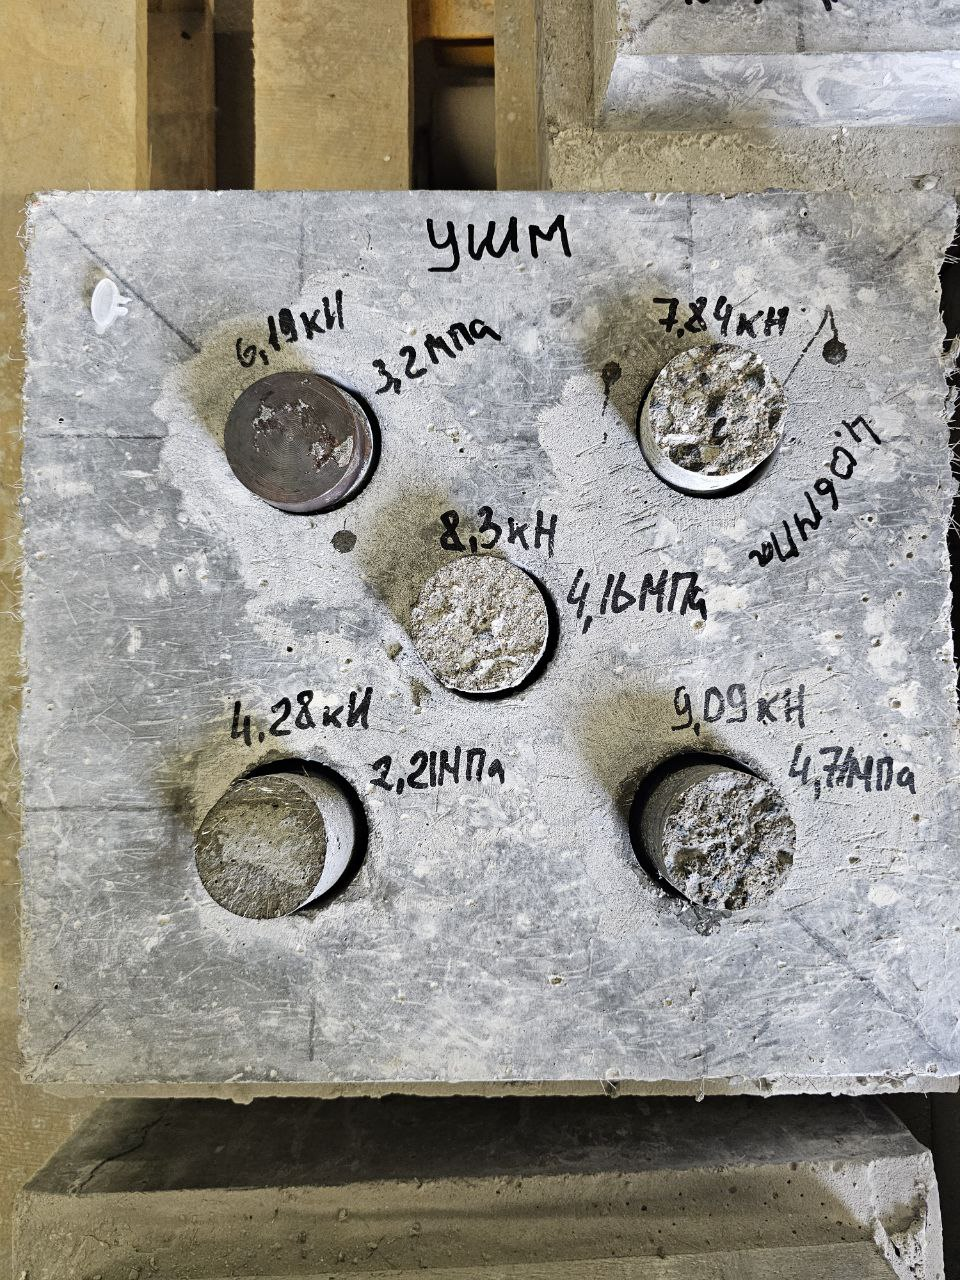 УШМ
6,19кН
3,2МПа
7,84кН
4,06МПа
8,3кН
4,16МПа
4,28кН
2,21МПа
9,09кН
4,71МПа